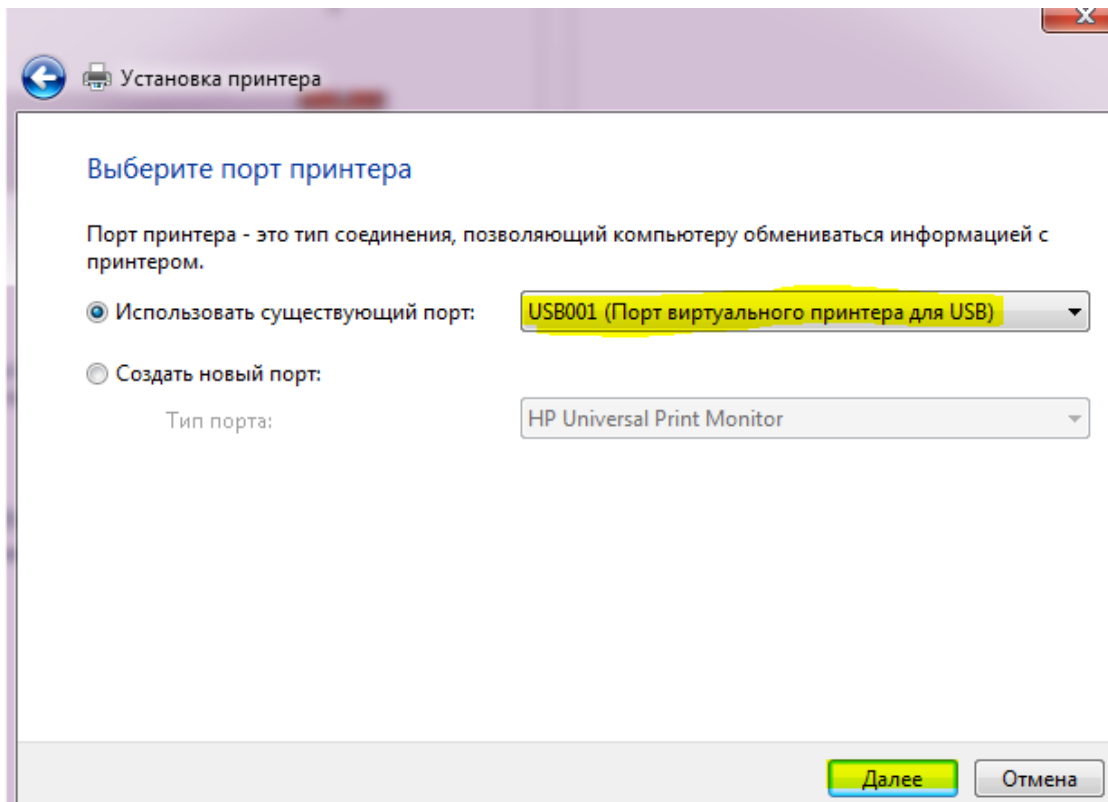 Установка принтера
Выберите порт принтера
Порт принтера - это тип соединения, позволяющий компьютеру обмениваться информацией с
принтером.
Использовать существующий порт: USB001 (Порт виртуального принтера для USB)
Создать новый порт:
Тип порта: HP Universal Print Monitor
Далее Отмена